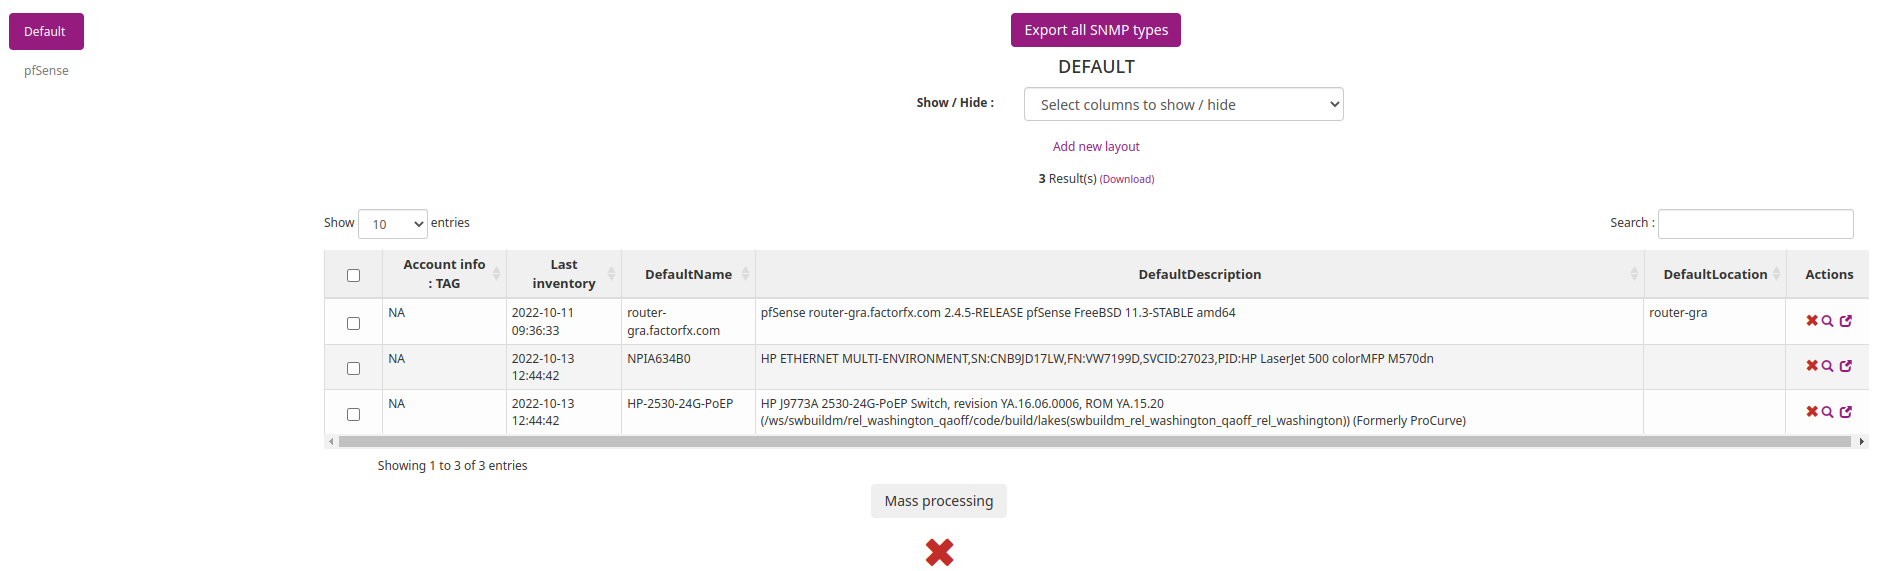 Default
pfSense
Export all SNMP types
DEFAULT
Show / Hide :
Select columns to show / hide
Add new layout
3 Result(s) (Download)
Show 10 entries
Search :
Account info : TAG
Last inventory
DefaultName
DefaultDescription
DefaultLocation
Actions
NA
2022-10-11
09:36:33
router-
gra.factorfx.com
pfSense router-gra.factorfx.com 2.4.5-RELEASE pfSense FreeBSD 11.3-STABLE amd64
router-gra
NA
2022-10-13
12:44:42
NPIA634B0
HP ETHERNET MULTI-ENVIRONMENT,SN:CNB9JD17LW,FN:VW7199D,SVCID:27023,PID:HP LaserJet 500 colorMFP M570dn
NA
2022-10-13
12:44:42
HP-2530-24G-PoEP
HP J9773A 2530-24G-PoEP Switch, revision YA.16.06.0006, ROM YA.15.20
(/ws/swbuildm/rel_washington_qaoff/code/build/lakes(swbuildm_rel_washington_qaoff_rel_washington)) (Formerly ProCurve)
Showing 1 to 3 of 3 entries
Mass processing